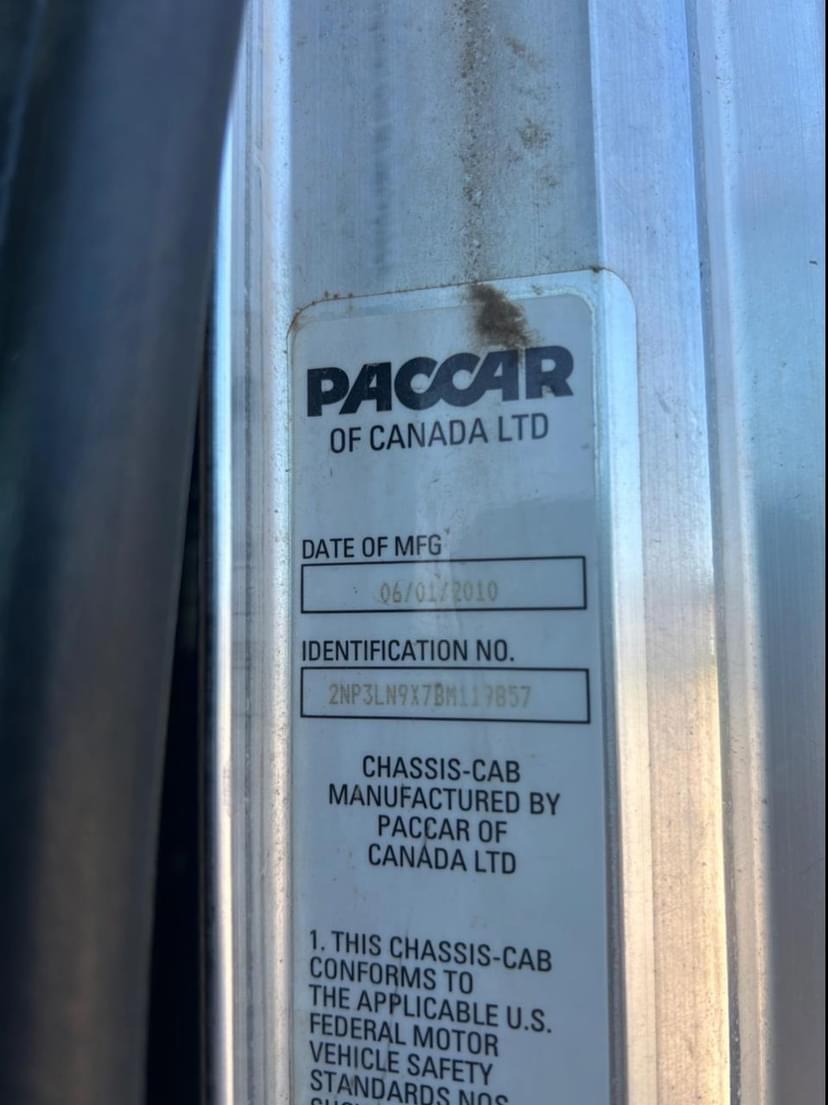 PACCAR
OF CANADA LTD
DATE OF MFG
06/01/2010
IDENTIFICATION NO.
2NP3LN9X7BM119857
CHASSIS-CAB
MANUFACTURED BY
PACCAR OF
CANADA LTD
1. THIS CHASSIS-CAB
CONFORMS TO
THE APPLICABLE U.S.
FEDERAL MOTOR
VEHICLE SAFETY
STANDARDS NOS